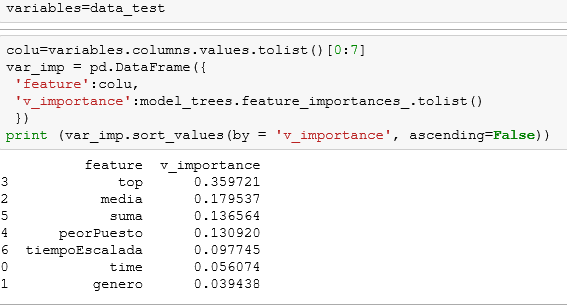 variables=data_test
colu=variables.columns.values.tolist()[0:7]
var_imp = pd.DataFrame({
'feature':colu,
'v_importance':model_trees.feature_importances_.tolist()
})
print (var_imp.sort_values(by = 'v_importance', ascending=False))
feature v_importance
3 top 0.359721
2 media 0.179537
5 suma 0.136564
4 peorPuesto 0.130920
6 tiempoEscalada 0.097745
0 time 0.056074
1 genero 0.039438